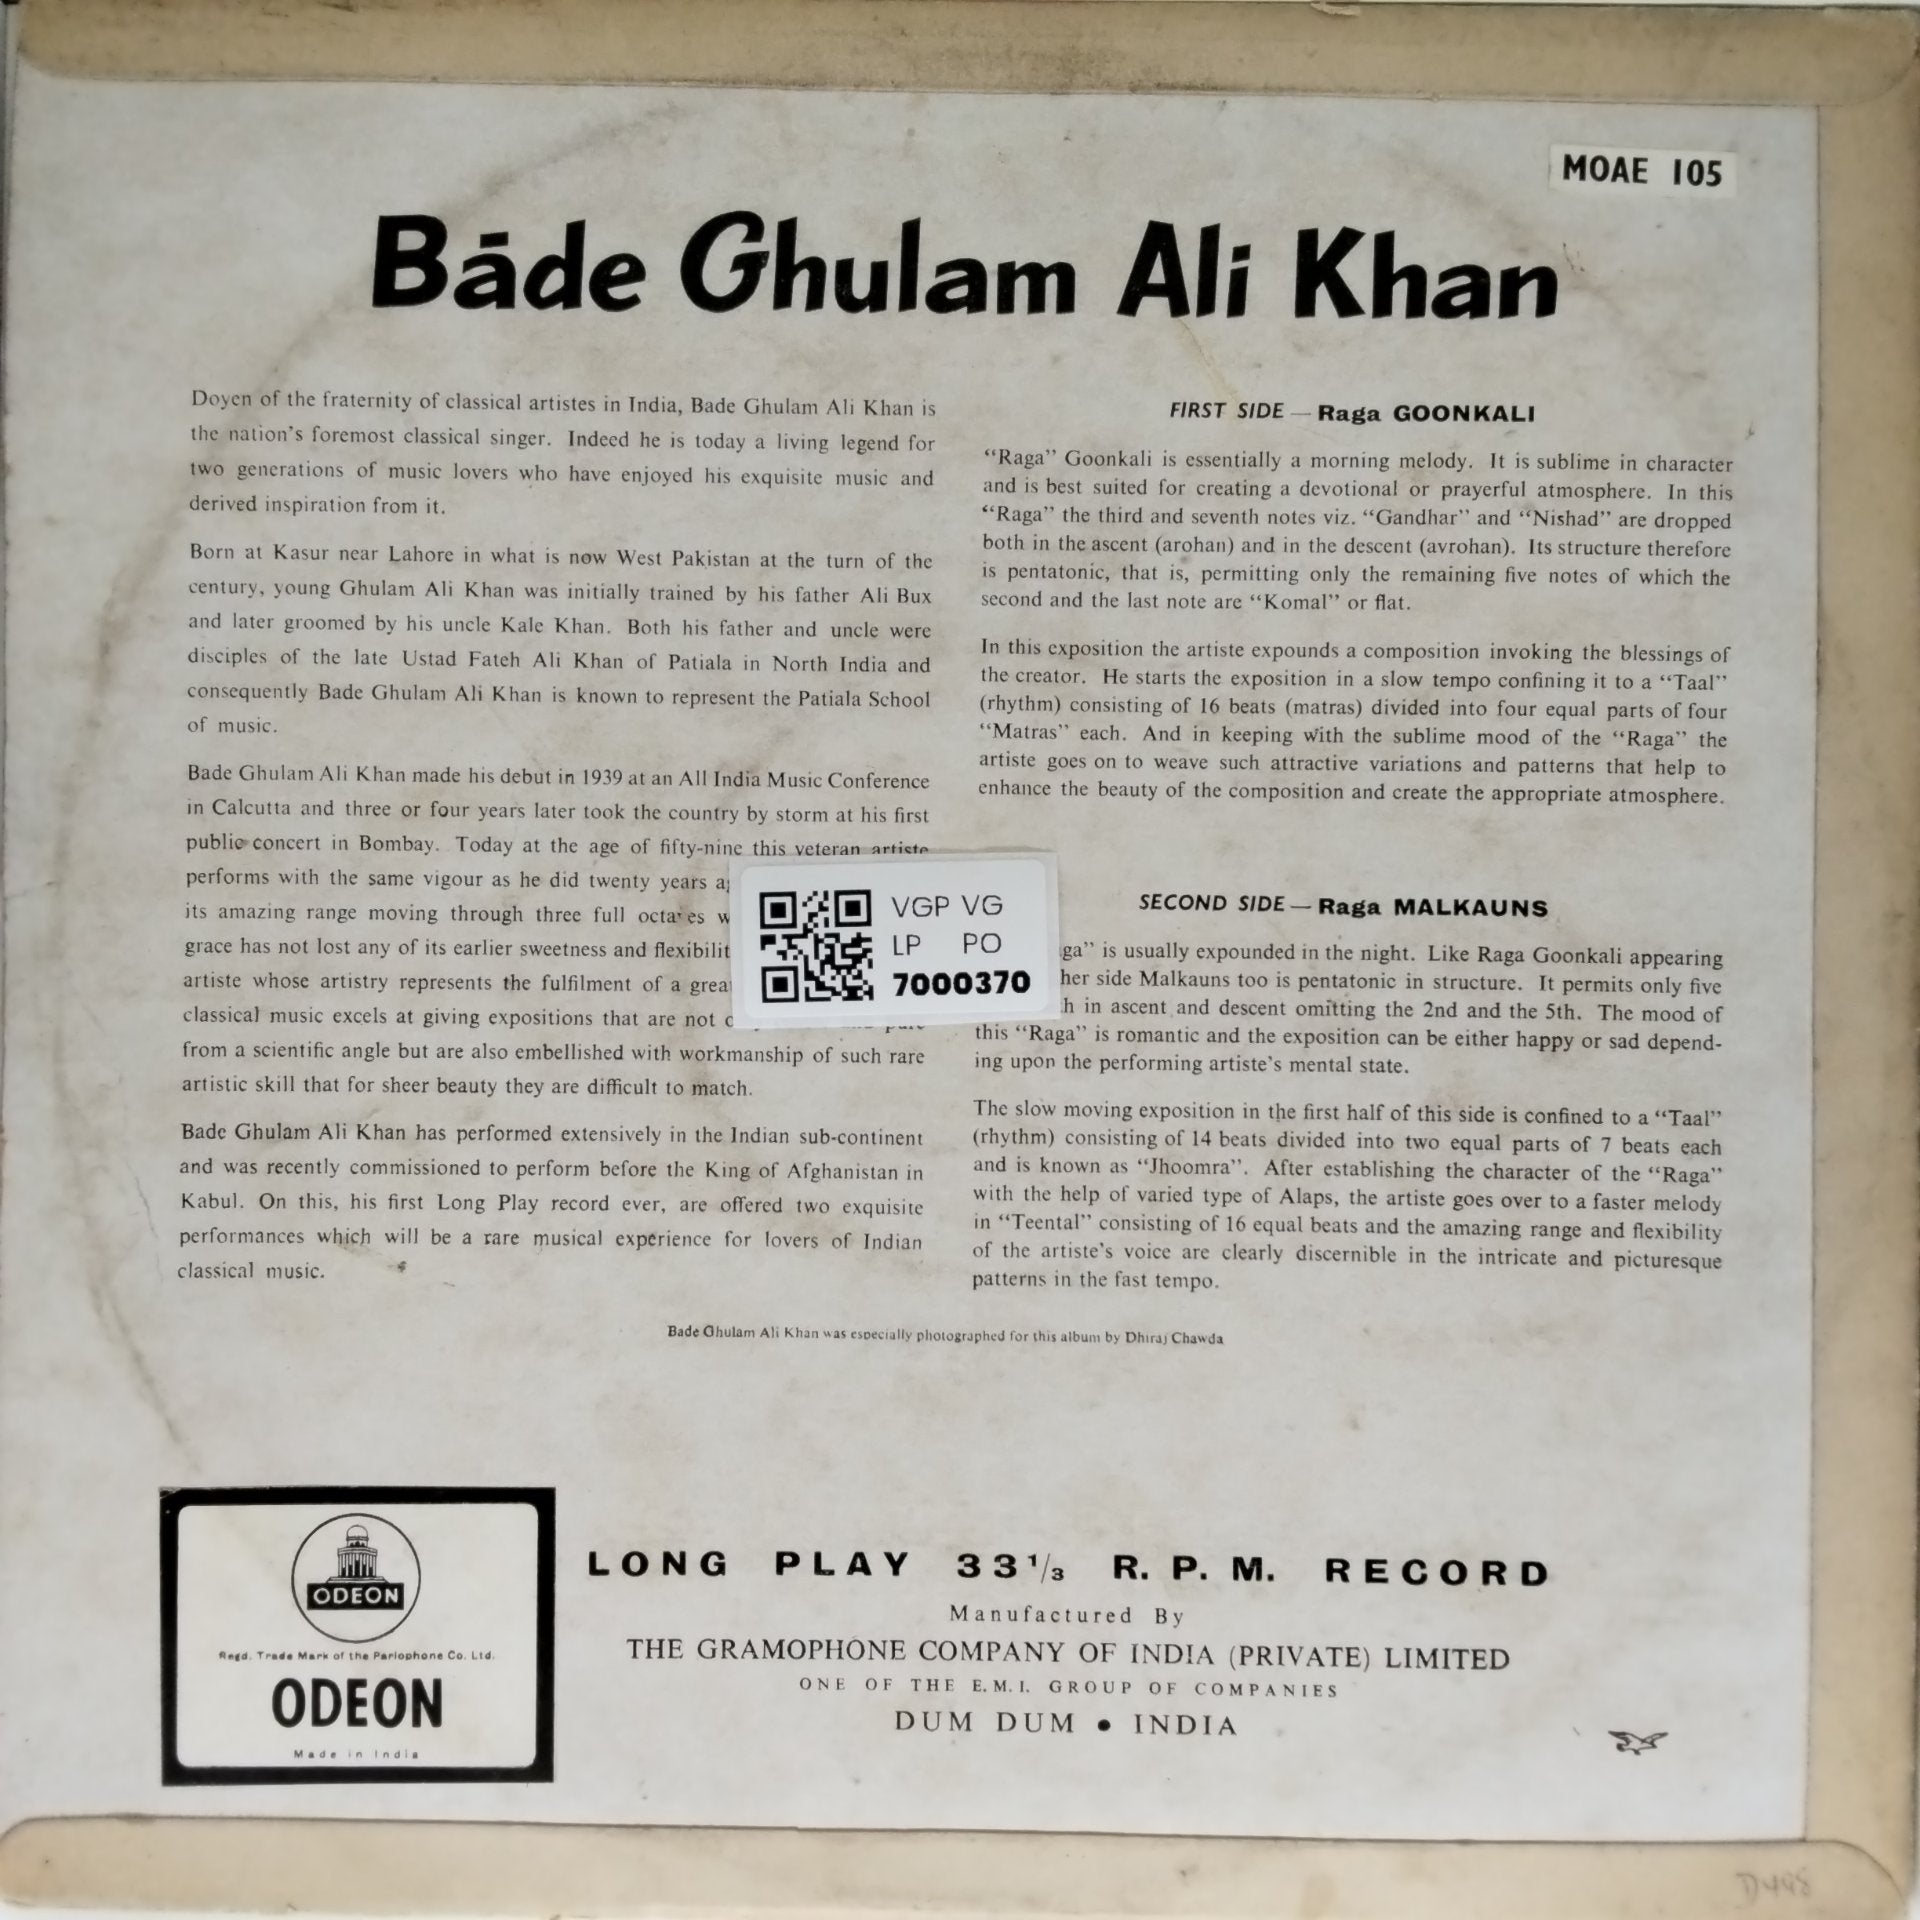 MOAE 105
Bāde Ghulam Ali Khan
Doyen of the fraternity of classical artistes in India, Bade Ghulam Ali Khan is
the nation's foremost classical singer. Indeed he is today a living legend for
two generations of music lovers who have enjoyed his exquisite music and
derived inspiration from it.
Born at Kasur near Lahore in what is now West Pakistan at the turn of the
century, young Ghulam Ali Khan was initially trained by his father Ali Bux
and later groomed by his uncle Kale Khan. Both his father and uncle were
disciples of the late Ustad Fateh Ali Khan of Patiala in North India and
consequently Bade Ghulam Ali Khan is known to represent the Patiala School
of music.
Bade Ghulam Ali Khan made his debut in 1939 at an All India Music Conference
in Calcutta and three or four years later took the country by storm at his first
public concert in Bombay. Today at the age of fifty-nine this veteran artiste
performs with the same vigour as he did twenty years
its amazing range moving through three full octaves
grace has not lost any of its earlier sweetness and
artiste whose artistry represents the fulfilment of a
classical music excels at giving expositions that are not
from a scientific angle but are also embellished with workmanship of such rare
artistic skill that for sheer beauty they are difficult to match.
Bade Ghulam Ali Khan has performed extensively in the Indian sub-continent
and was recently commissioned to perform before the King of Afghanistan in
Kabul. On this, his first Long Play record ever, are offered two exquisite
performances which will be a rare musical experience for lovers of Indian
classical music.
FIRST SIDE — Raga GOONKALI
"Raga" Goonkali is essentially a morning melody. It is sublime in character
and is best suited for creating a devotional or prayerful atmosphere. In this
"Raga" the third and seventh notes viz. "Gandhar" and "Nishad" are dropped
both in the ascent (arohan) and in the descent (avrohan). Its structure therefore
is pentatonic, that is, permitting only the remaining five notes of which the
second and the last note are "Komal" or flat.
In this exposition the artiste expounds a composition invoking the blessings of
the creator. He starts the exposition in a slow tempo confining it to a "Taal"
(rhythm) consisting of 16 beats (matras) divided into four equal parts of four
"Matras" each. And in keeping with the sublime mood of the "Raga" the
artiste goes on to weave such attractive variations and patterns that help to
enhance the beauty of the composition and create the appropriate atmosphere.
VGP VG
LP PO
7000370
SECOND SIDE — Raga MALKAUNS
is usually expounded in the night. Like Raga Goonkali appearing
side Malkauns too is pentatonic in structure. It permits only five
in ascent and descent omitting the 2nd and the 5th. The mood of
this "Raga" is romantic and the exposition can be either happy or sad depend-
ing upon the performing artiste's mental state.
The slow moving exposition in the first half of this side is confined to a "Taal"
(rhythm) consisting of 14 beats divided into two equal parts of 7 beats each
and is known as "Jhoomra". After establishing the character of the "Raga"
with the help of varied type of Alaps, the artiste goes over to a faster melody
in "Teental" consisting of 16 equal beats and the amazing range and flexibility
of the artiste's voice are clearly discernible in the intricate and picturesque
patterns in the fast tempo.
Bade Ghulam Ali Khan was especially photographed for this album by Dhiraj Chawda
ODEON
Regd. Trade Mark of the Parlophone Co. Ltd.
ODEON
Made in India
LONG PLAY 33 1/3 R. P. M. RECORD
Manufactured By
THE GRAMOPHONE COMPANY OF INDIA (PRIVATE) LIMITED
ONE OF THE E.M.I. GROUP OF COMPANIES
DUM DUM • INDIA